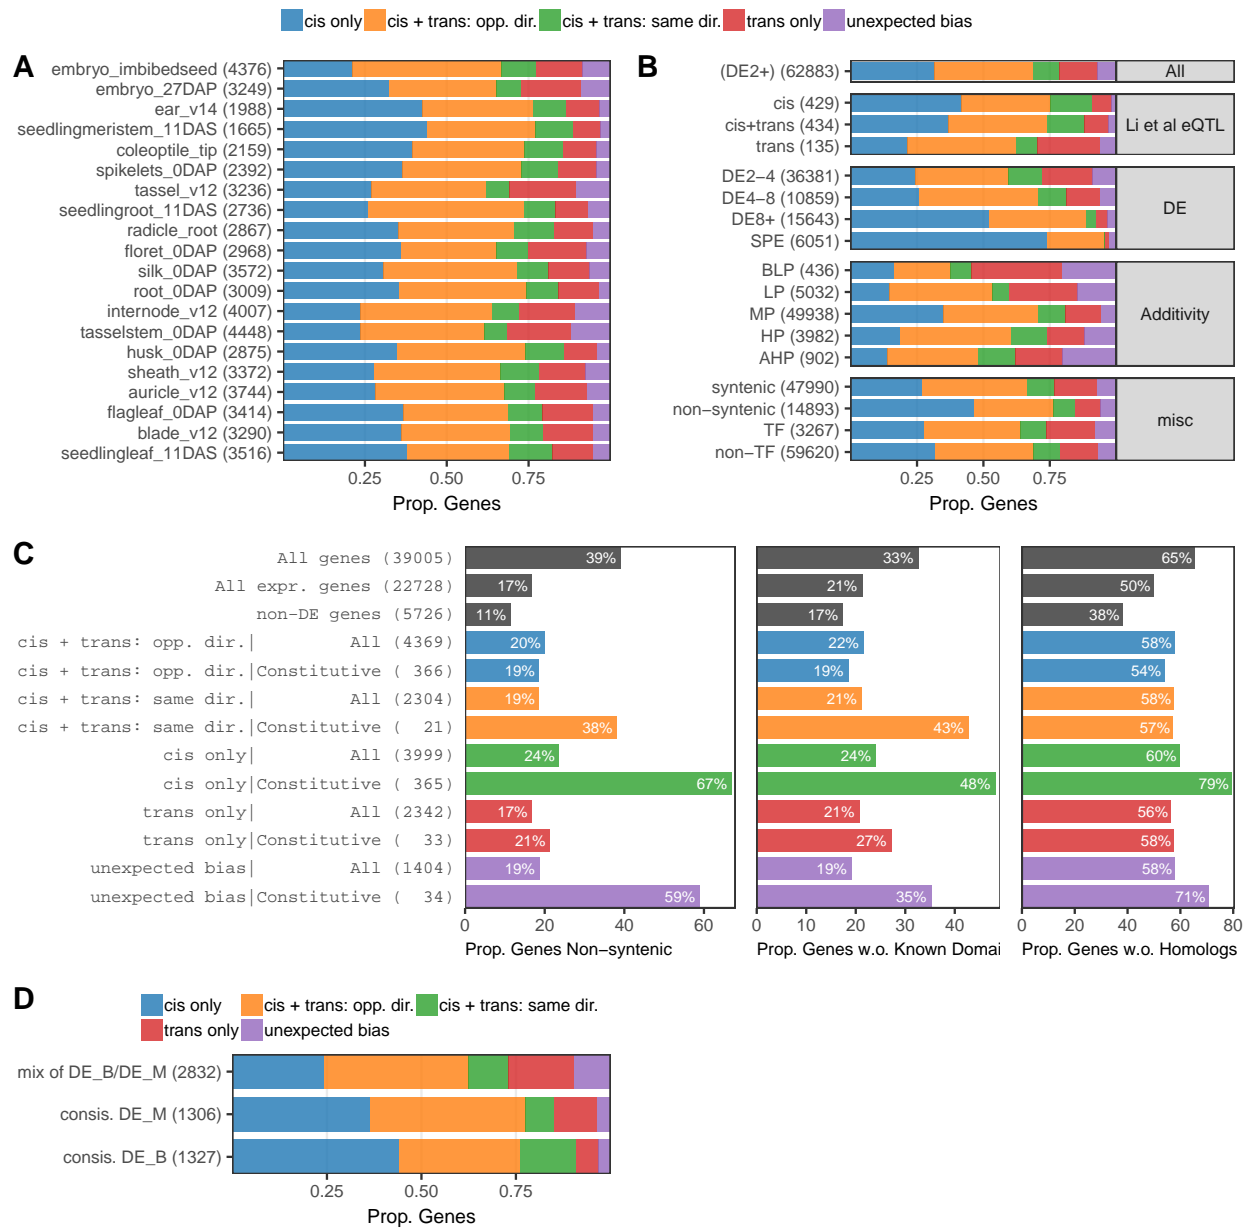 cis only cis + trans: opp. dir. cis + trans: same dir. trans only unexpected bias
A
embryo_imbibedseed (4376)
embryo_27DAP (3249)
ear_v14 (1988)
seedlingmeristem_11DAS (1665)
coleoptile_tip (2159)
spikelets_0DAP (2392)
tassel_v12 (3236)
seedlingroot_11DAS (2736)
radicle_root (2867)
floret_0DAP (2968)
silk_0DAP (3572)
root_0DAP (3009)
internode_v12 (4007)
tasselstem_0DAP (4448)
husk_0DAP (2875)
sheath_v12 (3372)
auricle_v12 (3744)
flagleaf_0DAP (3414)
blade_v12 (3290)
seedlingleaf_11DAS (3516)
0.25 0.50 0.75
Prop. Genes
B
(DE2+) (62883) All
cis (429)
cis+trans (434) Li et al eQTL
trans (135)
DE2−4 (36381)
DE4−8 (10859) DE
DE8+ (15643)
SPE (6051)
BLP (436)
LP (5032)
MP (49938) Additivity
HP (3982)
AHP (902)
syntenic (47990)
non−syntenic (14893) misc
TF (3267)
non−TF (59620)
0.25 0.50 0.75
Prop. Genes
C
All genes (39005) 39% 33% 65%
All expr. genes (22728) 17% 21% 50%
non−DE genes (5726) 11% 17% 38%
cis + trans: opp. dir.| All (4369) 20% 22% 58%
cis + trans: opp. dir.|Constitutive ( 366) 19% 19% 54%
cis + trans: same dir.| All (2304) 19% 21% 58%
cis + trans: same dir.|Constitutive ( 21) 38% 43% 57%
cis only| All (3999) 24% 24% 60%
cis only|Constitutive ( 365) 67% 48% 79%
trans only| All (2342) 17% 21% 56%
trans only|Constitutive ( 33) 21% 27% 58%
unexpected bias| All (1404) 19% 19% 58%
unexpected bias|Constitutive ( 34) 59% 35% 71%
0 20 40 60 0 10 20 30 40 0 20 40 60 80
Prop. Genes Non−syntenic Prop. Genes w.o. Known Domai Prop. Genes w.o. Homologs
D
cis only cis + trans: opp. dir. cis + trans: same dir.
trans only unexpected bias
mix of DE_B/DE_M (2832)
consis. DE_M (1306)
consis. DE_B (1327)
0.25 0.50 0.75
Prop. Genes